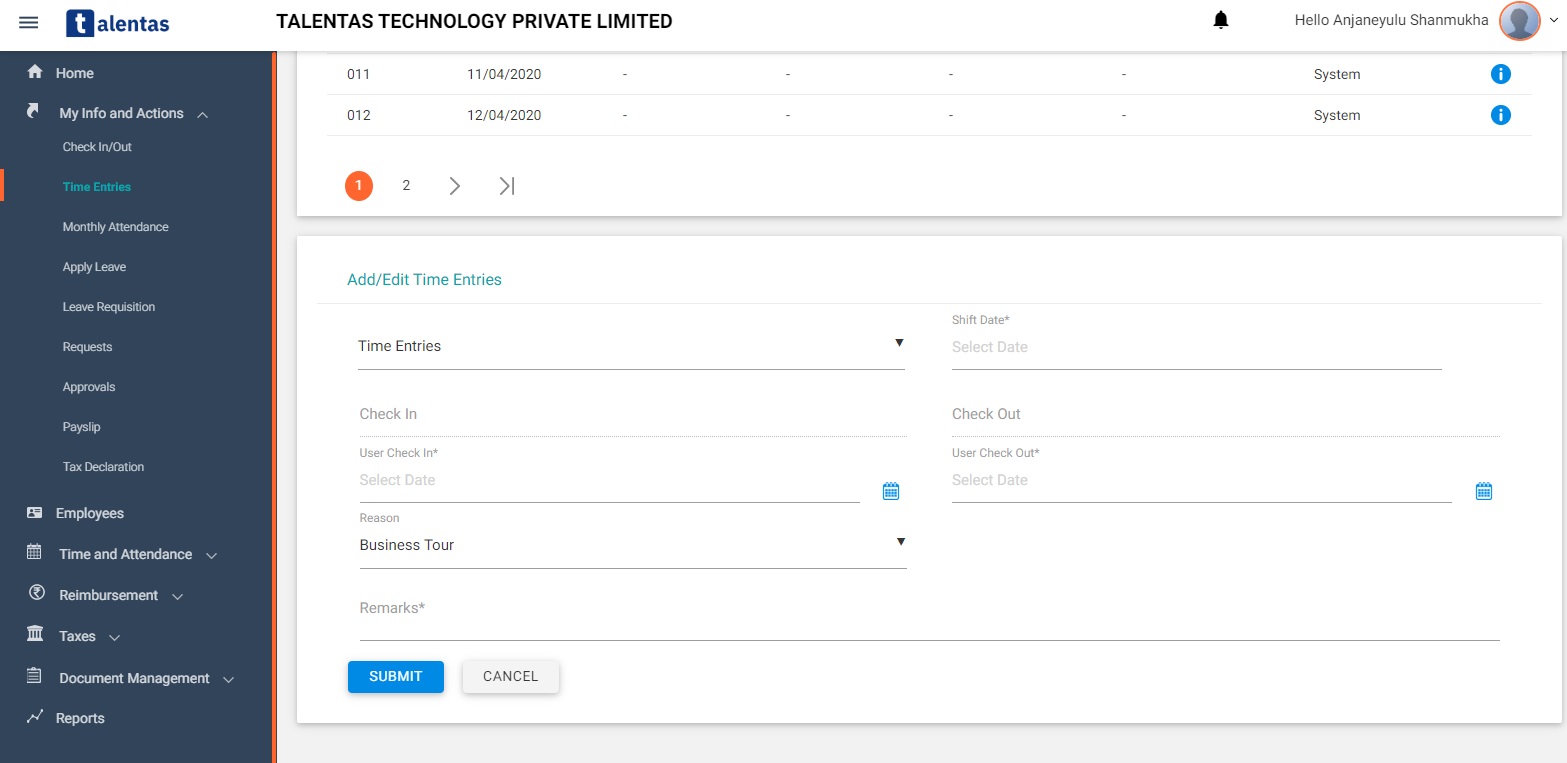 talentas
TALENTAS TECHNOLOGY PRIVATE LIMITED
Hello Anjaneyulu Shanmukha
Home
My Info and Actions
Check In/Out
Time Entries
Monthly Attendance
Apply Leave
Leave Requisition
Requests
Approvals
Payslip
Tax Declaration
Employees
Time and Attendance
Reimbursement
Taxes
Document Management
Reports
011 11/04/2020 - - - - System
012 12/04/2020 - - - - System
1 2
Add/Edit Time Entries
Time Entries
Shift Date*
Select Date
Check In
Check Out
User Check In*
Select Date
User Check Out*
Select Date
Reason
Business Tour
Remarks*
SUBMIT CANCEL